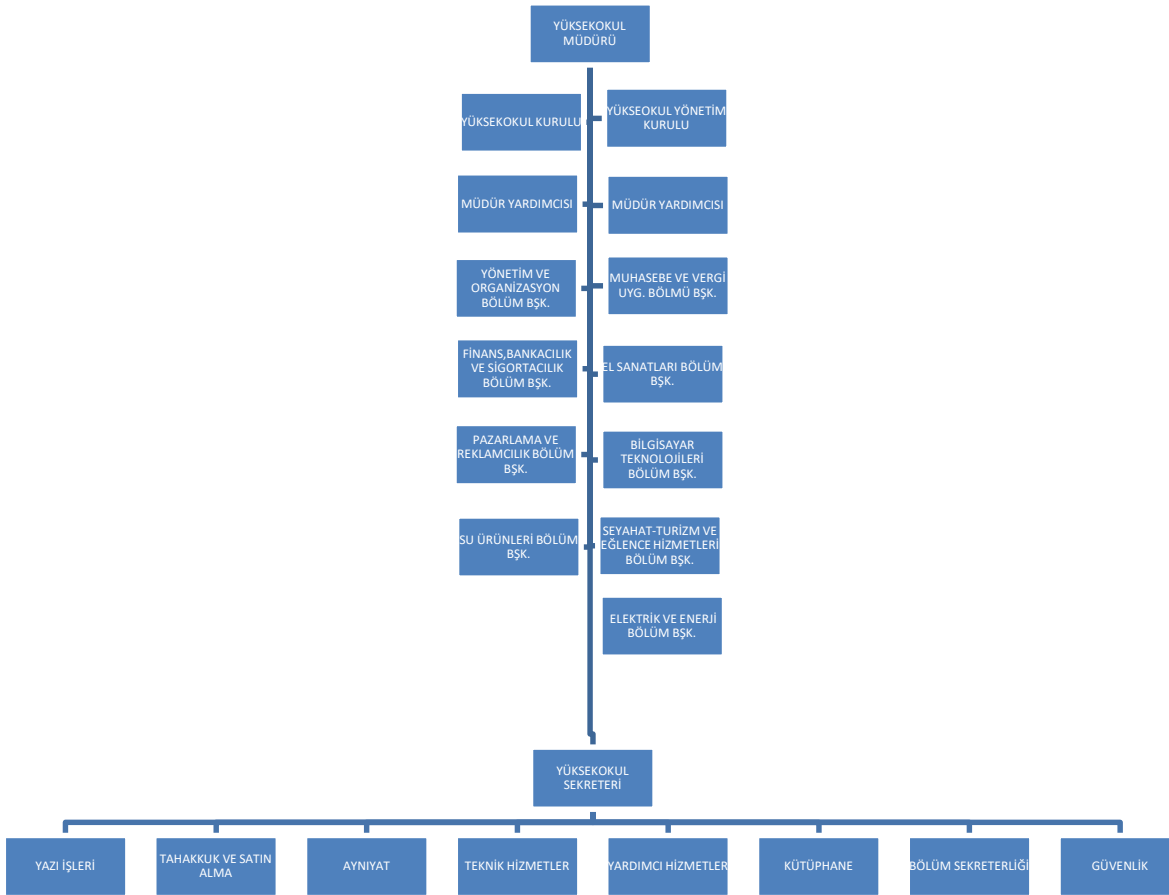 YÜKSEKOKUL
MÜDÜRÜ
YÜKSEKOKUL KURULU
YÜKSEOKUL YÖNETİM
KURULU
MÜDÜR YARDIMCISI
MÜDÜR YARDIMCISI
YÖNETİM VE
ORGANİZASYON
BÖLÜM BŞK.
MUHASEBE VE VERGİ
UYG. BÖLMÜ BŞK.
FİNANS,BANKACILIK
VE SİGORTACILIK
BÖLÜM BŞK.
EL SANATLARI BÖLÜM
BŞK.
PAZARLAMA VE
REKLAMCILIK BÖLÜM
BŞK.
BİLGİSAYAR
TEKNOLOJİLERİ
BÖLÜM BŞK.
SU ÜRÜNLERİ BÖLÜM
BŞK.
SEYAHAT-TURİZM VE
EĞLENCE HİZMETLERİ
BÖLÜM BŞK.
ELEKTRİK VE ENERJİ
BÖLÜM BŞK.
YÜKSEKOKUL
SEKRETERİ
YAZI İŞLERİ
TAHAKKUK VE SATIN
ALMA
AYNIYAT
TEKNİK HİZMETLER
YARDIMCI HİZMETLER
KÜTÜPHANE
BÖLÜM SEKRETERLİĞİ
GÜVENLİK